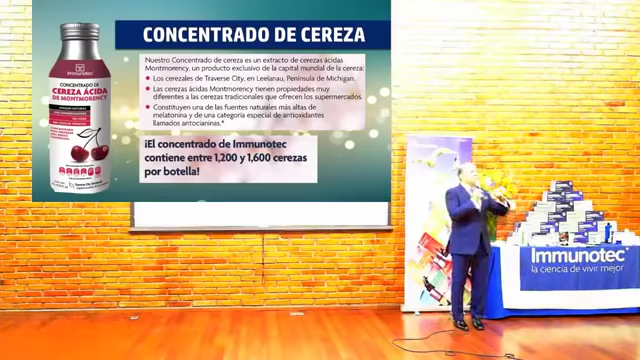 CONCENTRADO DE CEREZA
Nuestro Concentrado de cereza es un extracto de cerezas ácidas
Montmorency, un producto exclusivo de la capital mundial de la cereza:
Los cerezales de Traverse City, en Leelanau, Península de Michigan.
Las cerezas ácidas Montmorency tienen propiedades muy
diferentes a las cerezas tradicionales que ofrecen los supermercados.
Constituyen una de las fuentes naturales más altas de
melatonina y de una categoría especial de antioxidantes
llamados antocianinas.*
¡El concentrado de Immunotec
contiene entre 1,200 y 1,600 cerezas
por botella!
immunotec
CONCENTRADO DE
CEREZA ÁCIDA
DE MONTMORENCY
Immunotec
la ciencia de vivir mejor